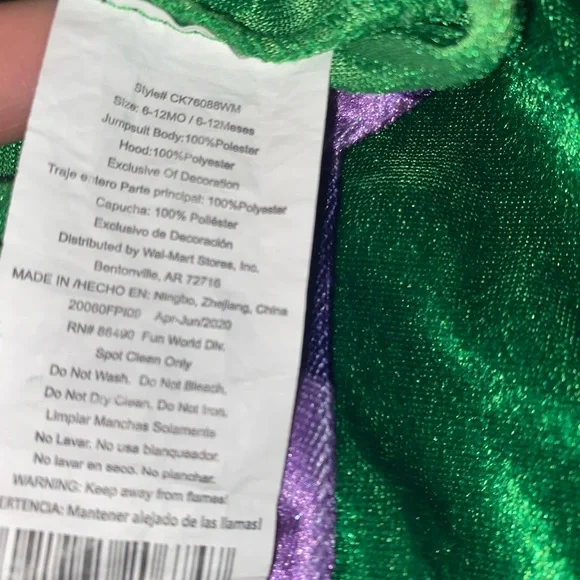 Style# CK76088WM
Size: 6-12MO / 6-12Meses
Jumpsuit Body:100%Polester
Hood:100%Polyester
Exclusive Of Decoration
Traje entero Parte principal: 100%Polyester
Capucha: 100% Poliéster
Exclusivo de Decoración
Distributed by Wal-Mart Stores, Inc.
Bentonville, AR 72716
MADE IN /HECHO EN: Ningbo, Zhejiang, China
Apr-Jun/2020
RN# 86490 Fun World Div.
Spot Clean Only
Do Not Wash. Do Not Bleach.
Do Not Dry Clean. Do Not Iron.
Limpiar Manchas Solamente
No Lavar. No usa blanqueador.
No lavar en seco. No planchar.
WARNING: Keep away from flames!
ERTENCIA: Mantener alejado de las llamas!